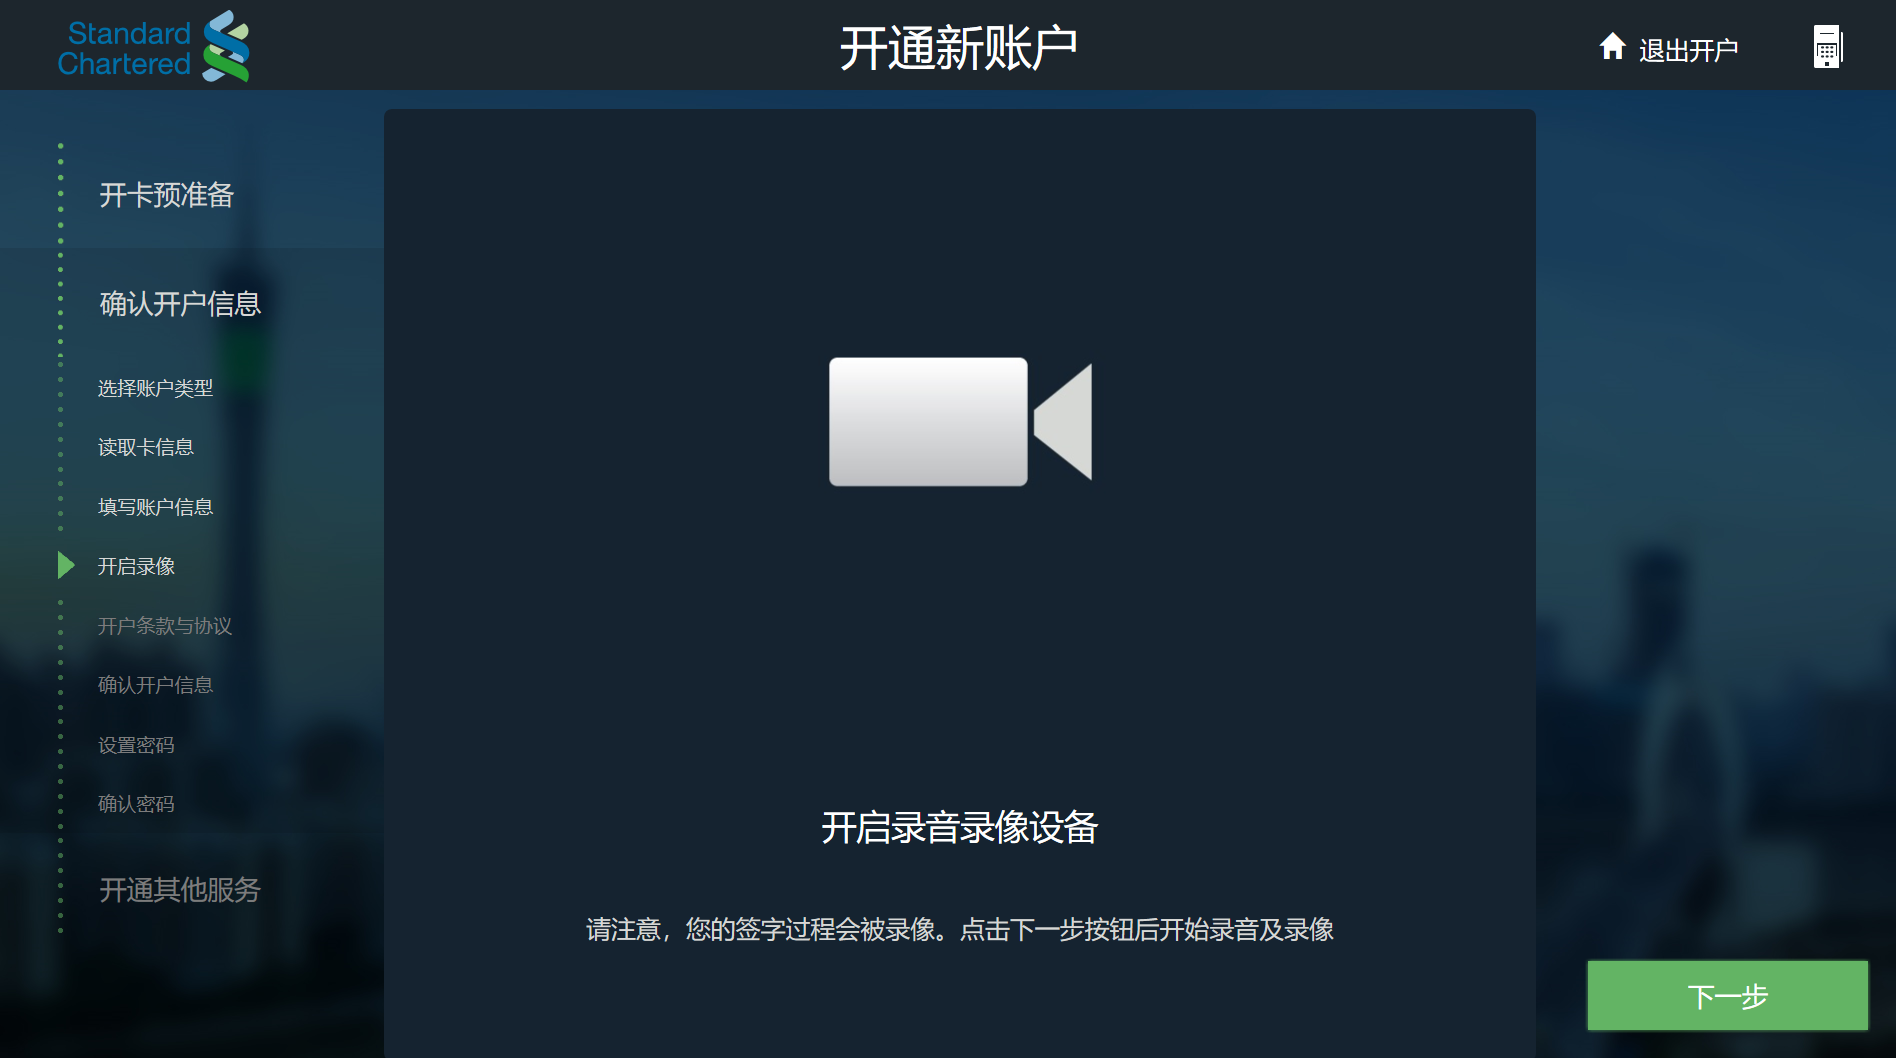 Standard
Chartered
开通新账户
退出开户
开卡预准备
确认开户信息
选择账户类型
读取卡信息
填写账户信息
开启录像
开户条款与协议
确认开户信息
设置密码
确认密码
开通其他服务
开启录音录像设备
请注意，您的签字过程会被录像。点击下一步按钮后开始录音及录像
下一步